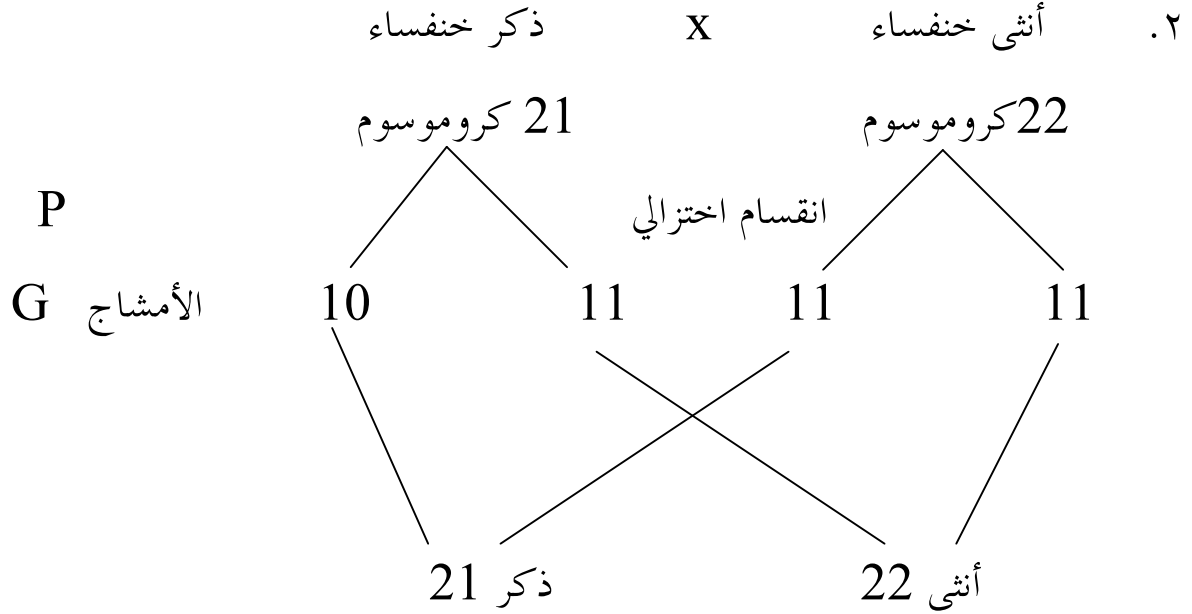 ٢. أنثى خنفساء X ذكر خنفساء
22كروموسوم 21 كروموسوم
انقسام اختزالي P
11 11 11 10 الأمشاج G
أنثى 22 ذكر 21